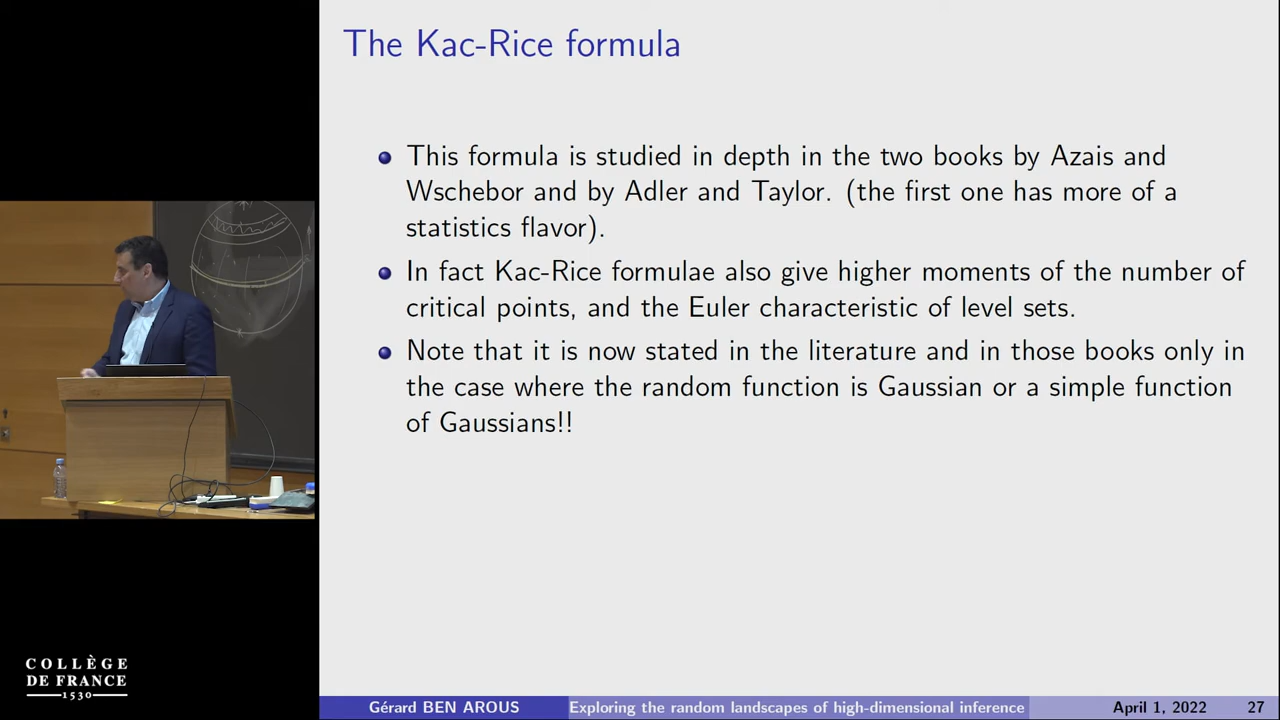 The Kac-Rice formula
This formula is studied in depth in the two books by Azais and
Wschebor and by Adler and Taylor. (the first one has more of a
statistics flavor).
In fact Kac-Rice formulae also give higher moments of the number of
critical points, and the Euler characteristic of level sets.
Note that it is now stated in the literature and in those books only in
the case where the random function is Gaussian or a simple function
of Gaussians!!
COLLÈGE
DE FRANCE
1530
Gérard BEN AROUS Exploring the random landscapes of high-dimensional inference April 1, 2022 27